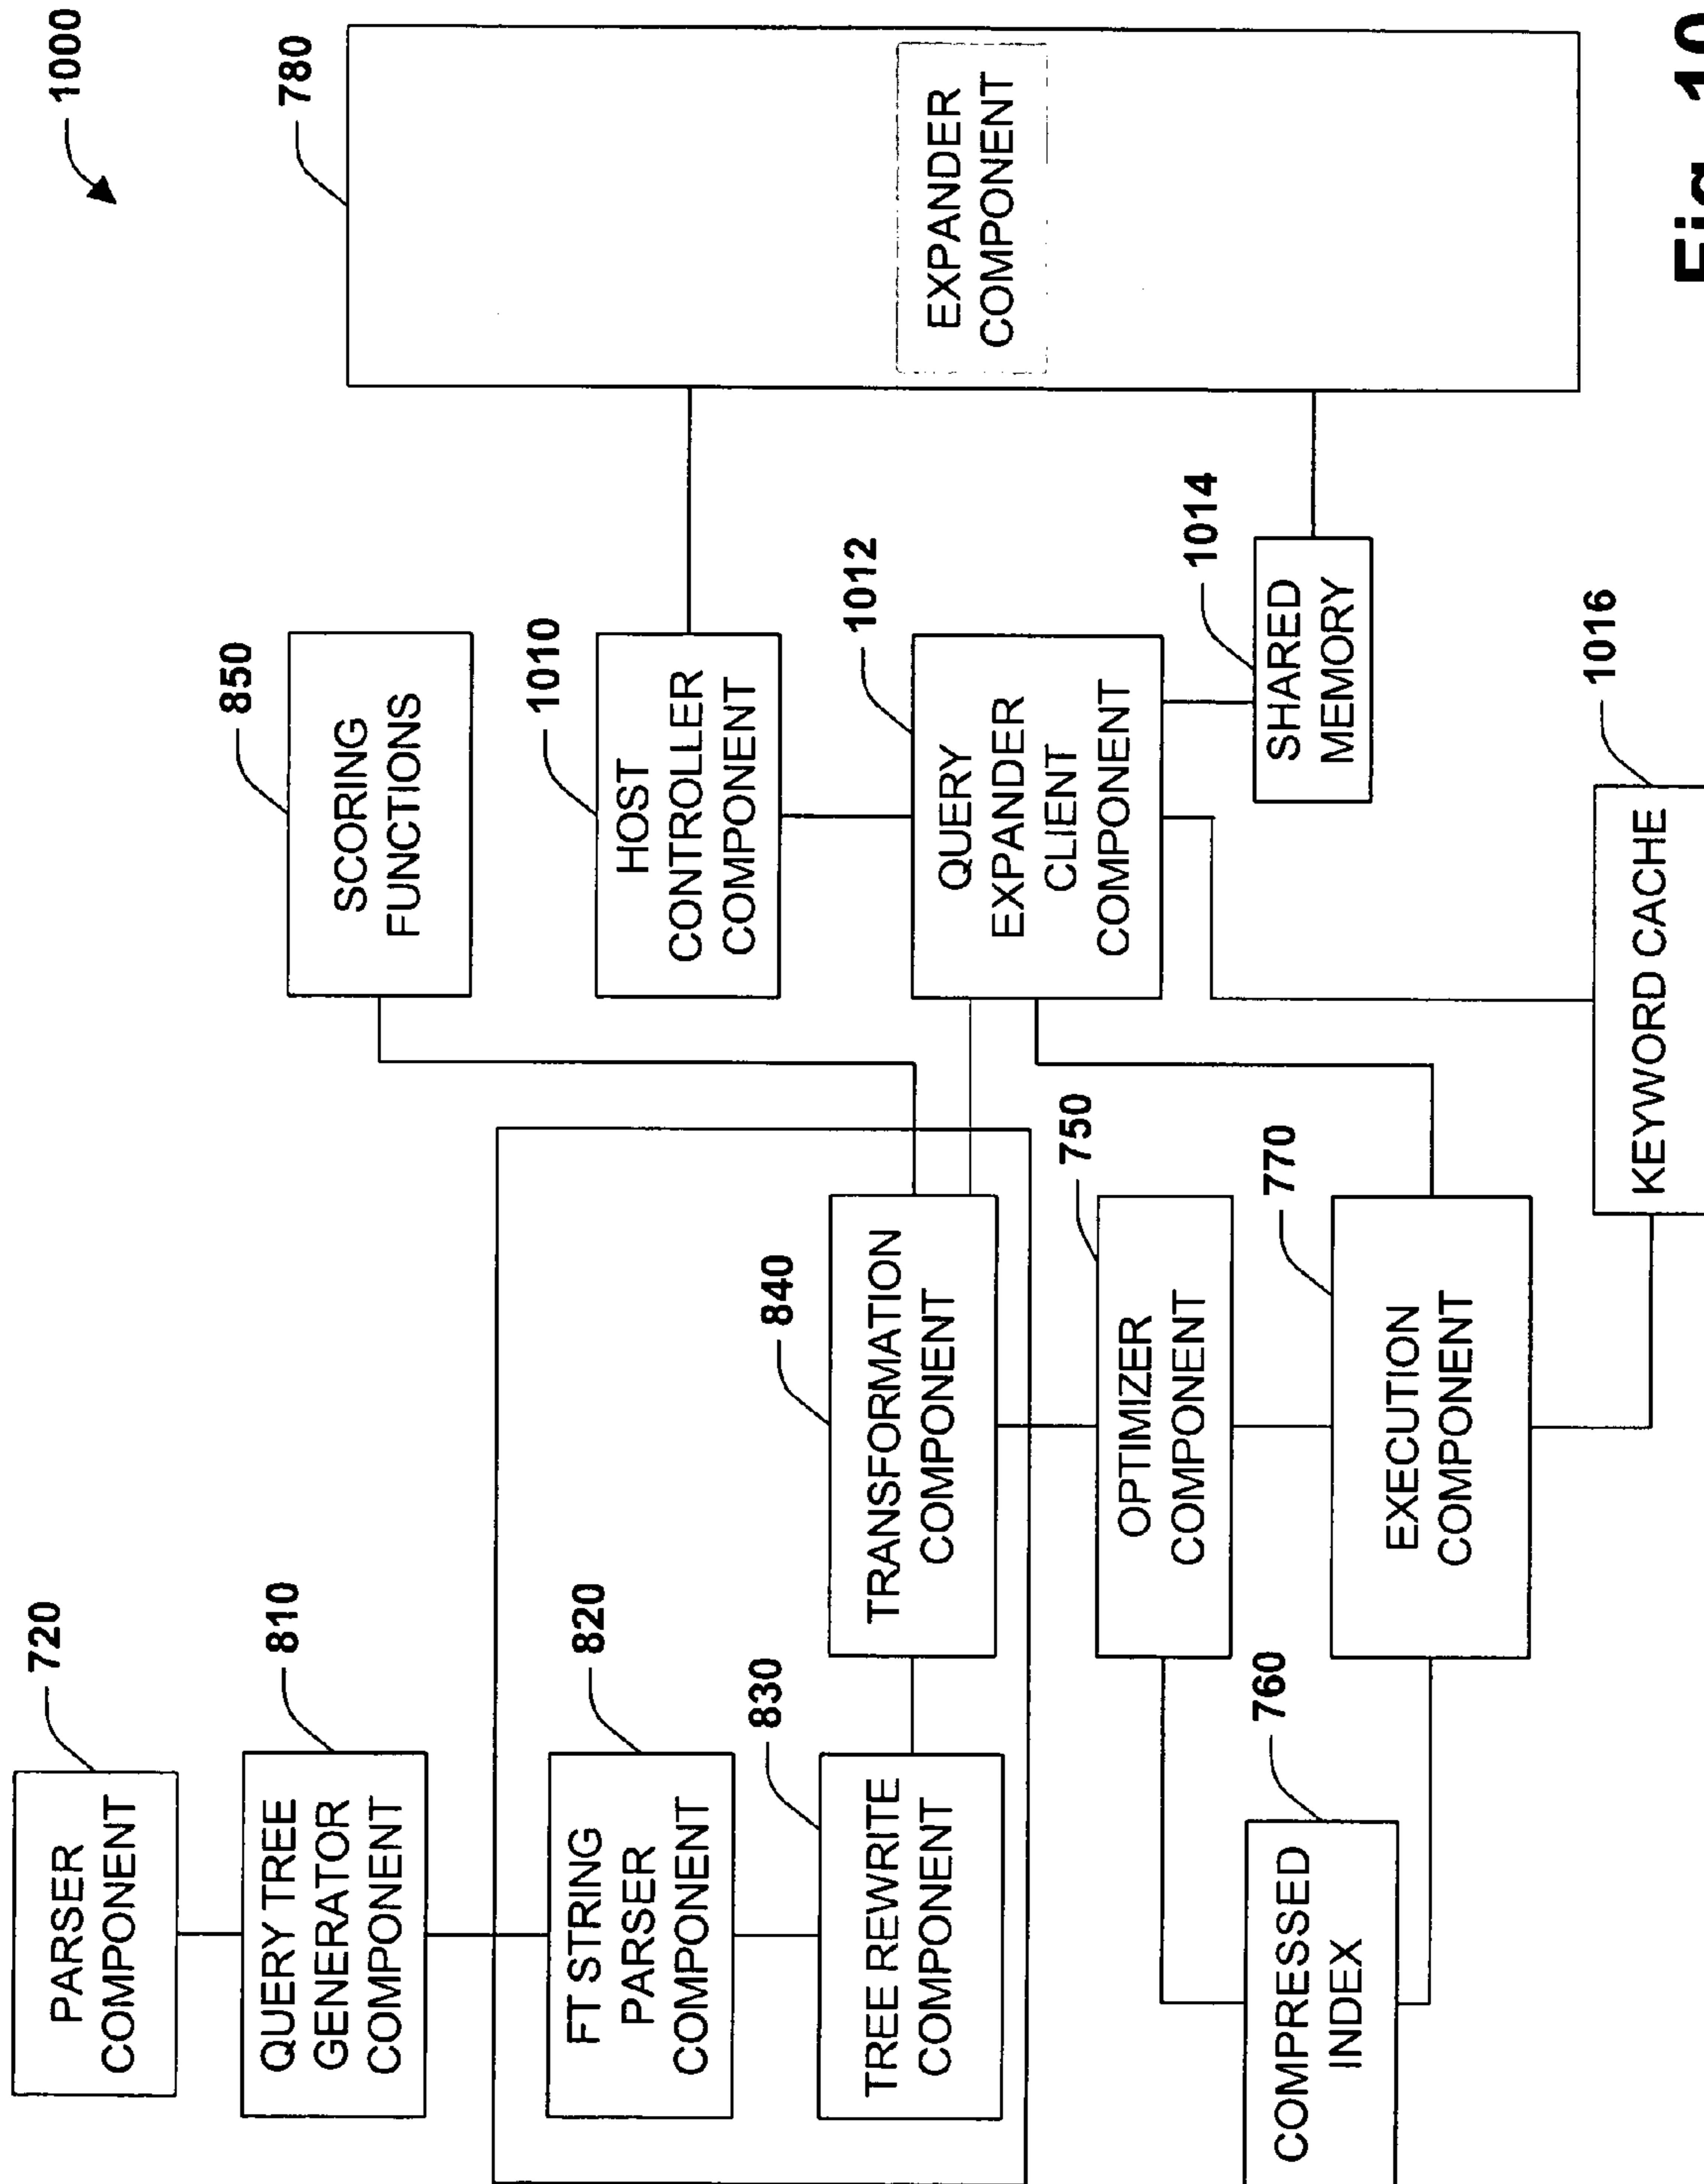 1000
720
PARSER
COMPONENT
810
QUERY TREE
GENERATOR
COMPONENT
820
FT STRING
PARSER
COMPONENT
830
TREE REWRITE
COMPONENT
840
TRANSFORMATION
COMPONENT
850
SCORING
FUNCTIONS
1010
HOST
CONTROLLER
COMPONENT
780
EXPANDER
COMPONENT
1012
QUERY
EXPANDER
CLIENT
COMPONENT
1014
SHARED
MEMORY
750
OPTIMIZER
COMPONENT
760
COMPRESSED
INDEX
770
EXECUTION
COMPONENT
1016
KEYWORD CACHE
Fig. 10